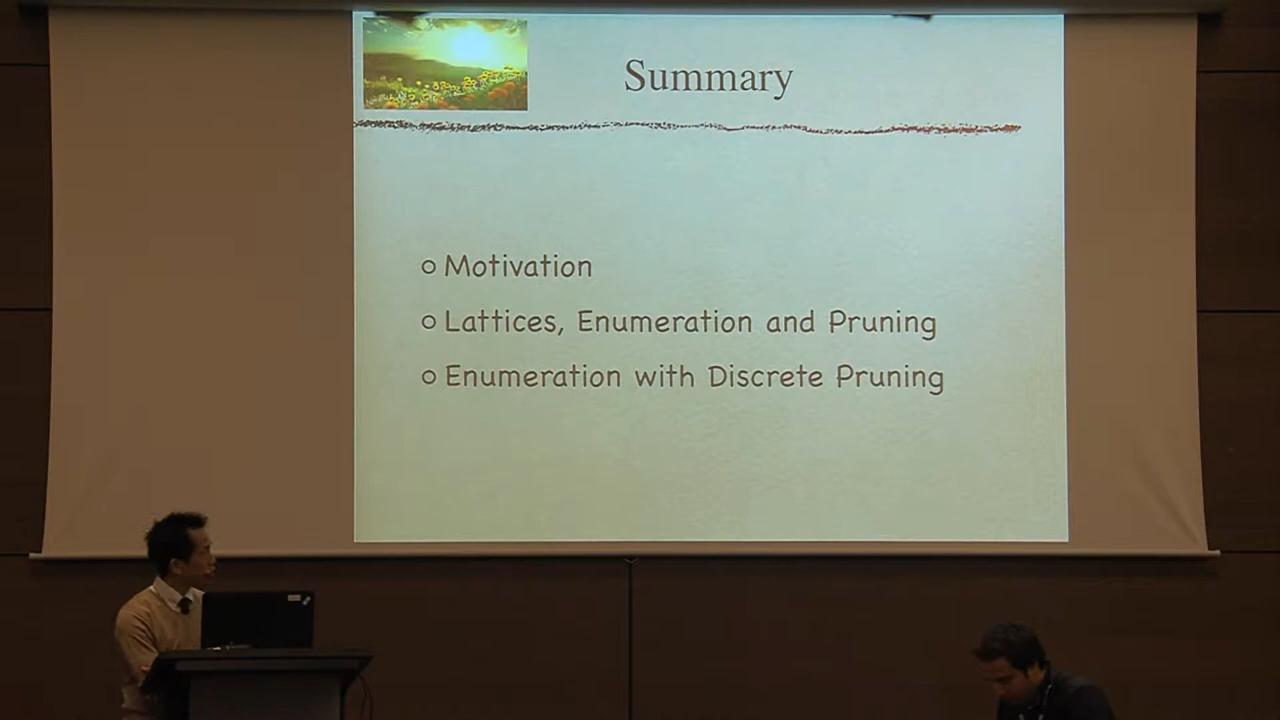 Summary
Motivation
Lattices, Enumeration and Pruning
Enumeration with Discrete Pruning